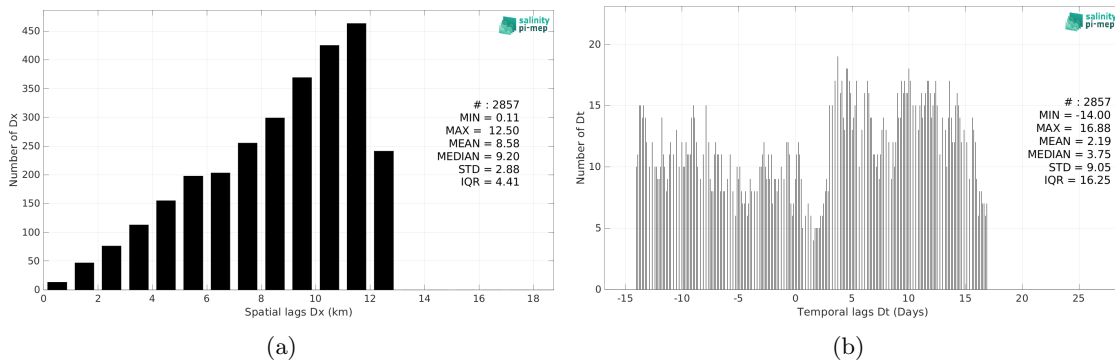 450
400
350
300
250
200
150
100
50
0
Number of Dx
0 2 4 6 8 10 12 14 16 18
Spatial lags Dx (km)
salinity
pi-mep
# : 2857
MIN = 0.11
MAX = 12.50
MEAN = 8.58
MEDIAN = 9.20
STD = 2.88
IQR = 4.41
(a)
20
15
10
5
0
Number of Dt
-15 -10 -5 0 5 10 15 20 25
Temporal lags Dt (Days)
salinity
pi-mep
# : 2857
MIN = -14.00
MAX = 16.88
MEAN = 2.19
MEDIAN = 3.75
STD = 9.05
IQR = 16.25
(b)